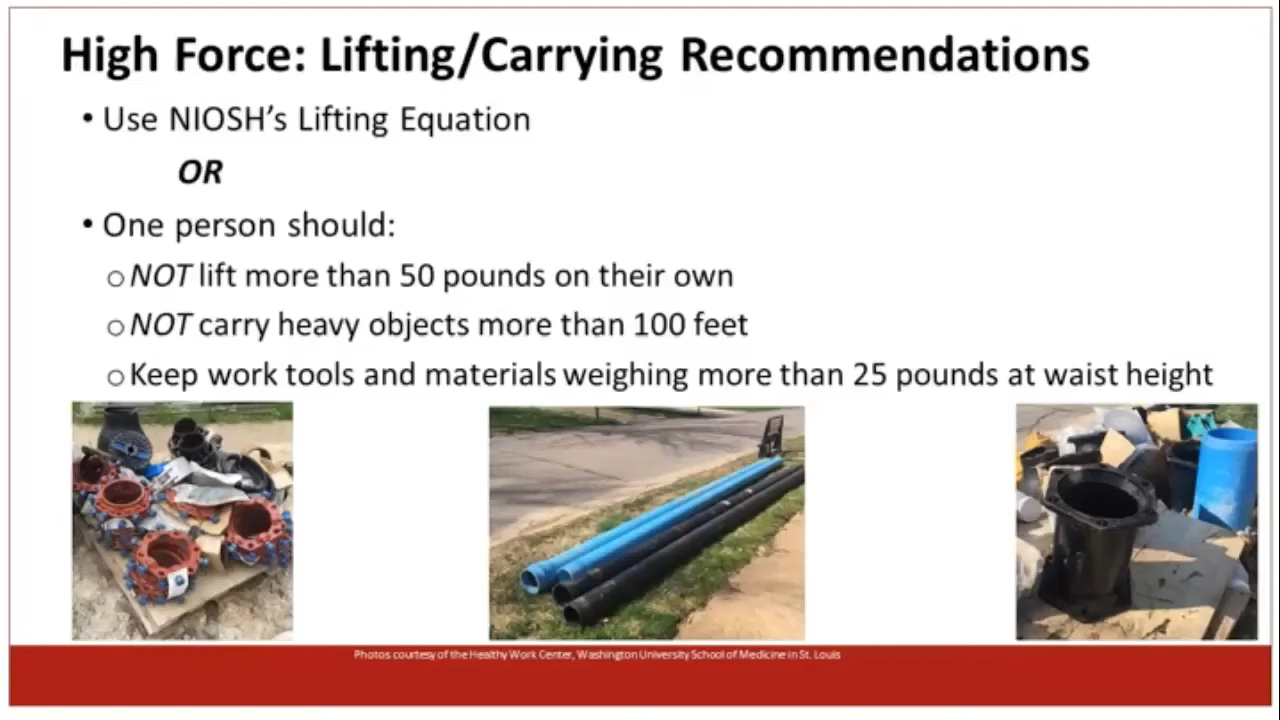 High Force: Lifting/Carrying Recommendations
• Use NIOSH’s Lifting Equation
OR
• One person should:
o NOT lift more than 50 pounds on their own
o NOT carry heavy objects more than 100 feet
o Keep work tools and materials weighing more than 25 pounds at waist height
Photos courtesy of the Healthy Work Center, Washington University School of Medicine in St. Louis